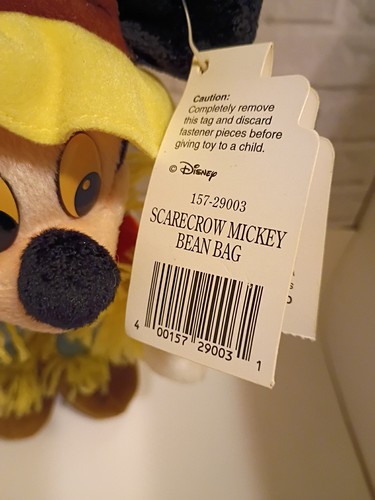 Caution:
Completely remove
this tag and discard
fastener pieces before
giving toy to a child.
© Disney
157-29003
SCARECROW MICKEY
BEAN BAG
4 00157 29003 1